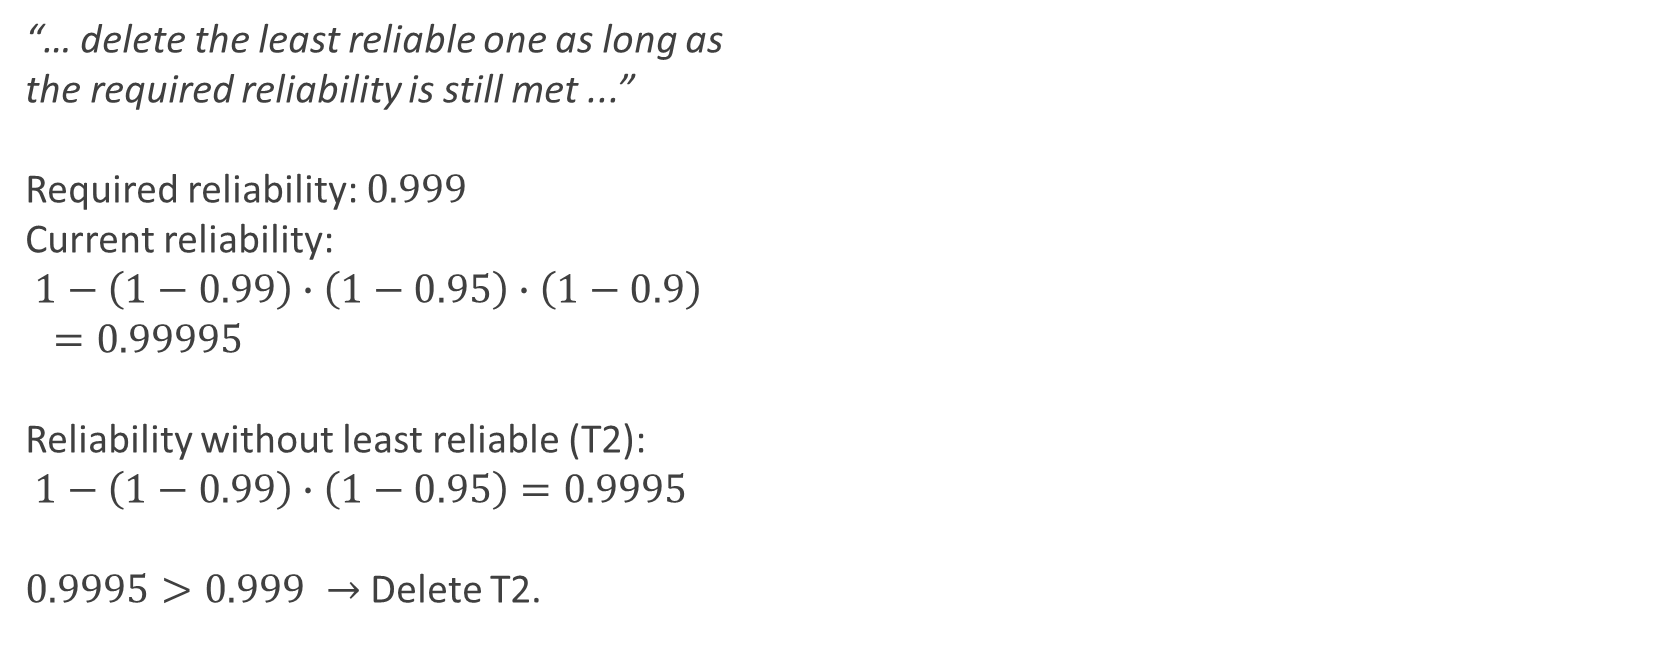 “… delete the least reliable one as long as
the required reliability is still met …”
Required reliability: 0.999
Current reliability:
1 − (1 − 0.99) · (1 − 0.95) · (1 − 0.9)
= 0.99995
Reliability without least reliable (T2):
1 − (1 − 0.99) · (1 − 0.95) = 0.9995
0.9995 > 0.999 → Delete T2.